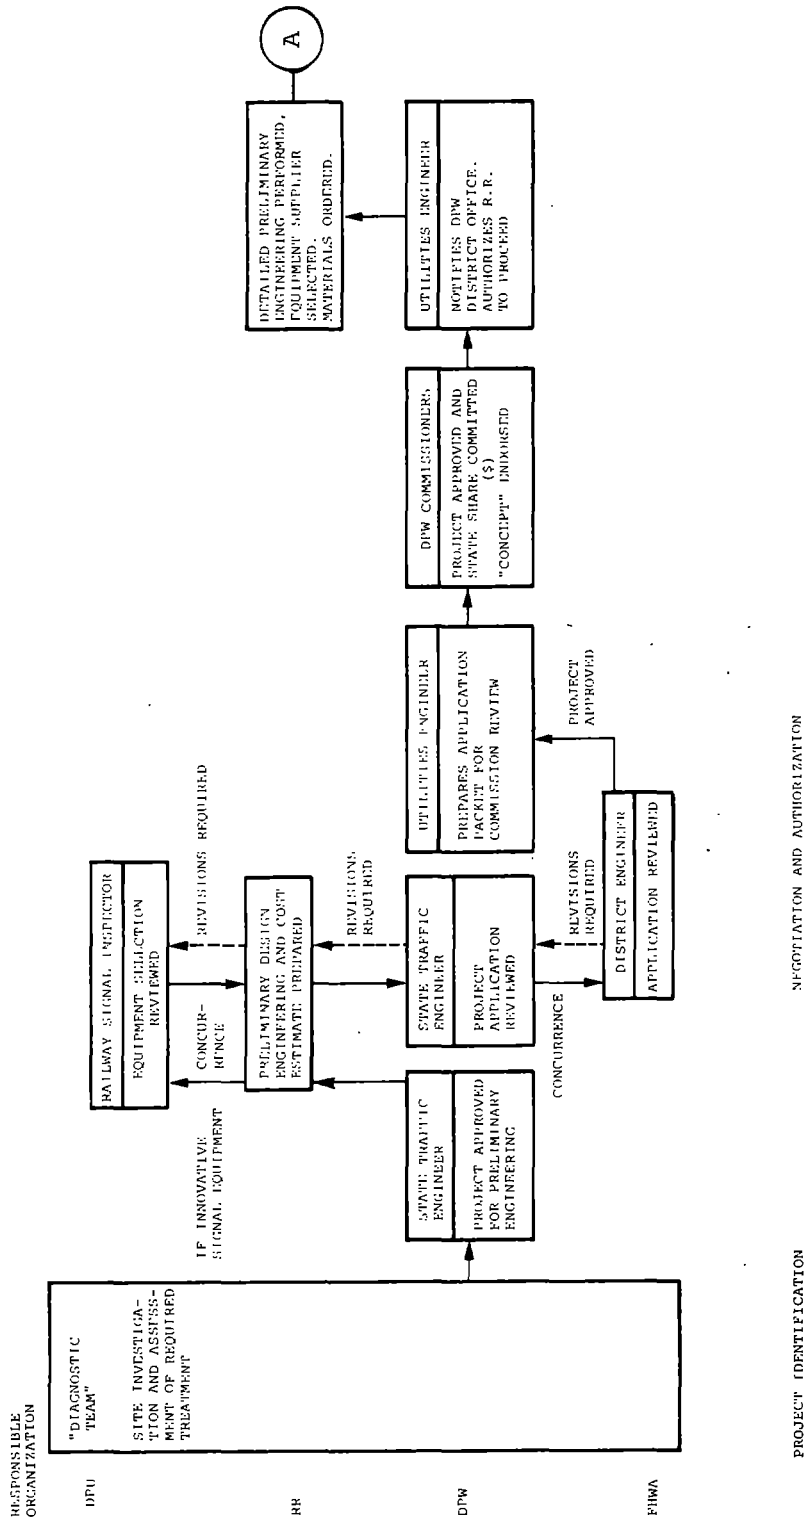 RESPONSIBLE
ORGANIZATION
DPU
RR
DPW
FHWA
"DIAGNOSTIC
TEAM"
SITE INVESTIGA-
TION AND ASSESS-
MENT OF REQUIRED
TREATMENT
STATE TRAFFIC
ENGINEER
PROJECT APPROVED
FOR PRELIMINARY
ENGINEERING
IF INNOVATIVE
SIGNAL EQUIPMENT
RAILWAY SIGNAL INSPECTOR
EQUIPMENT SELECTION
REVIEWED
CONCUR-
RENCE
REVISIONS REQUIRED
PRELIMINARY DESIGN
ENGINEERING AND COST
ESTIMATE PREPARED
REVISIONS
REQUIRED
STATE TRAFFIC
ENGINEER
PROJECT
APPLICATION
REVIEWED
CONCURRENCE
REVISIONS
REQUIRED
DISTRICT ENGINEER
APPLICATION REVIEWED
PROJECT
APPROVED
UTILITIES ENGINEER
PREPARES APPLICATION
PACKET FOR
COMMISSION REVIEW
DPW COMMISSIONERS
PROJECT APPROVED AND
STATE SHARE COMMITTED
($)
"CONCEPT" ENDORSED
UTILITIES ENGINEER
NOTIFIES DPW
DISTRICT OFFICE.
AUTHORIZES R.R.
TO PROCEED
DETAILED PRELIMINARY
ENGINEERING PERFORMED,
EQUIPMENT SUPPLIER
SELECTED.
MATERIALS ORDERED.
A
PROJECT IDENTIFICATION
NEGOTIATION AND AUTHORIZATION